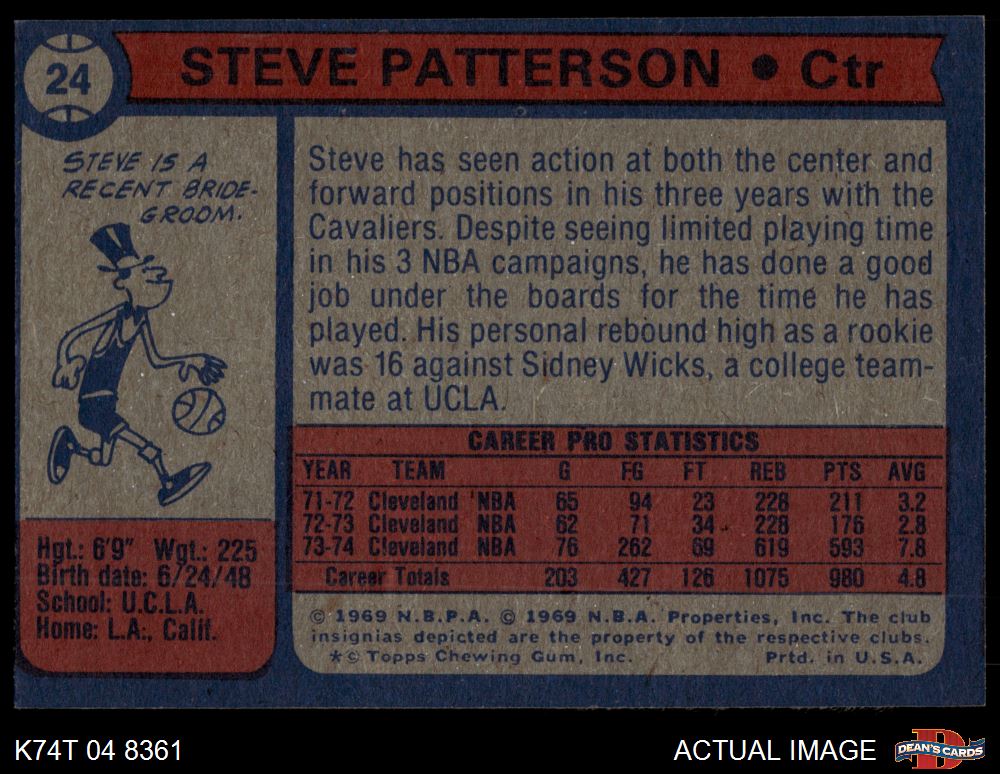 24
STEVE PATTERSON • Ctr
STEVE IS A
RECENT BRIDE-
GROOM.
Steve has seen action at both the center and
forward positions in his three years with the
Cavaliers. Despite seeing limited playing time
in his 3 NBA campaigns, he has done a good
job under the boards for the time he has
played. His personal rebound high as a rookie
was 16 against Sidney Wicks, a college team-
mate at UCLA.
CAREER PRO STATISTICS
YEAR TEAM G FG FT REB PTS AVG
71-72 Cleveland NBA 65 94 23 228 211 3.2
72-73 Cleveland NBA 62 71 34 228 176 2.8
73-74 Cleveland NBA 76 262 69 619 593 7.8
Career Totals 203 427 126 1075 980 4.8
Hgt.: 6'9" Wgt.: 225
Birth date: 6/24/48
School: U.C.L.A.
Home: L.A., Calif.
© 1969 N.B.P.A. © 1969 N.B.A. Properties, Inc. The club
insignias depicted are the property of the respective clubs.
*© Topps Chewing Gum, Inc. Prtd. in U.S.A.
K74T 04 8361
ACTUAL IMAGE
DEAN'S CARDS